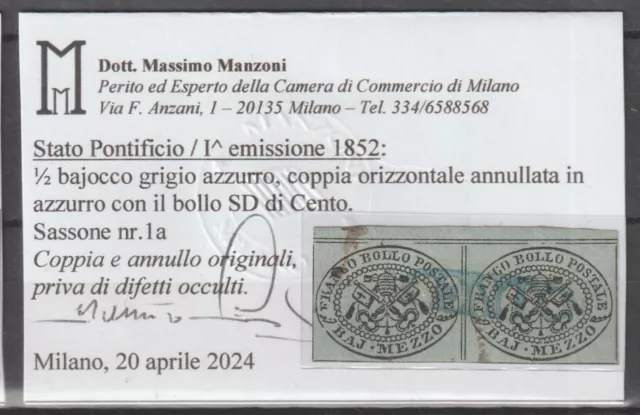 M
M
Dott. Massimo Manzoni
Perito ed Esperto della Camera di Commercio di Milano
Via F. Anzani, 1 – 20135 Milano – Tel. 334/6588568
Stato Pontificio / I^ emissione 1852:
½ bajocco grigio azzurro, coppia orizzontale annullata in
azzurro con il bollo SD di Cento.
Sassone nr.1a
Coppia e annullo originali,
priva di difetti occulti.
Milano, 20 aprile 2024
FRANCO BOLLO POSTALE
BAJ · MEZZO
FRANCO BOLLO POSTALE
BAJ · MEZZO